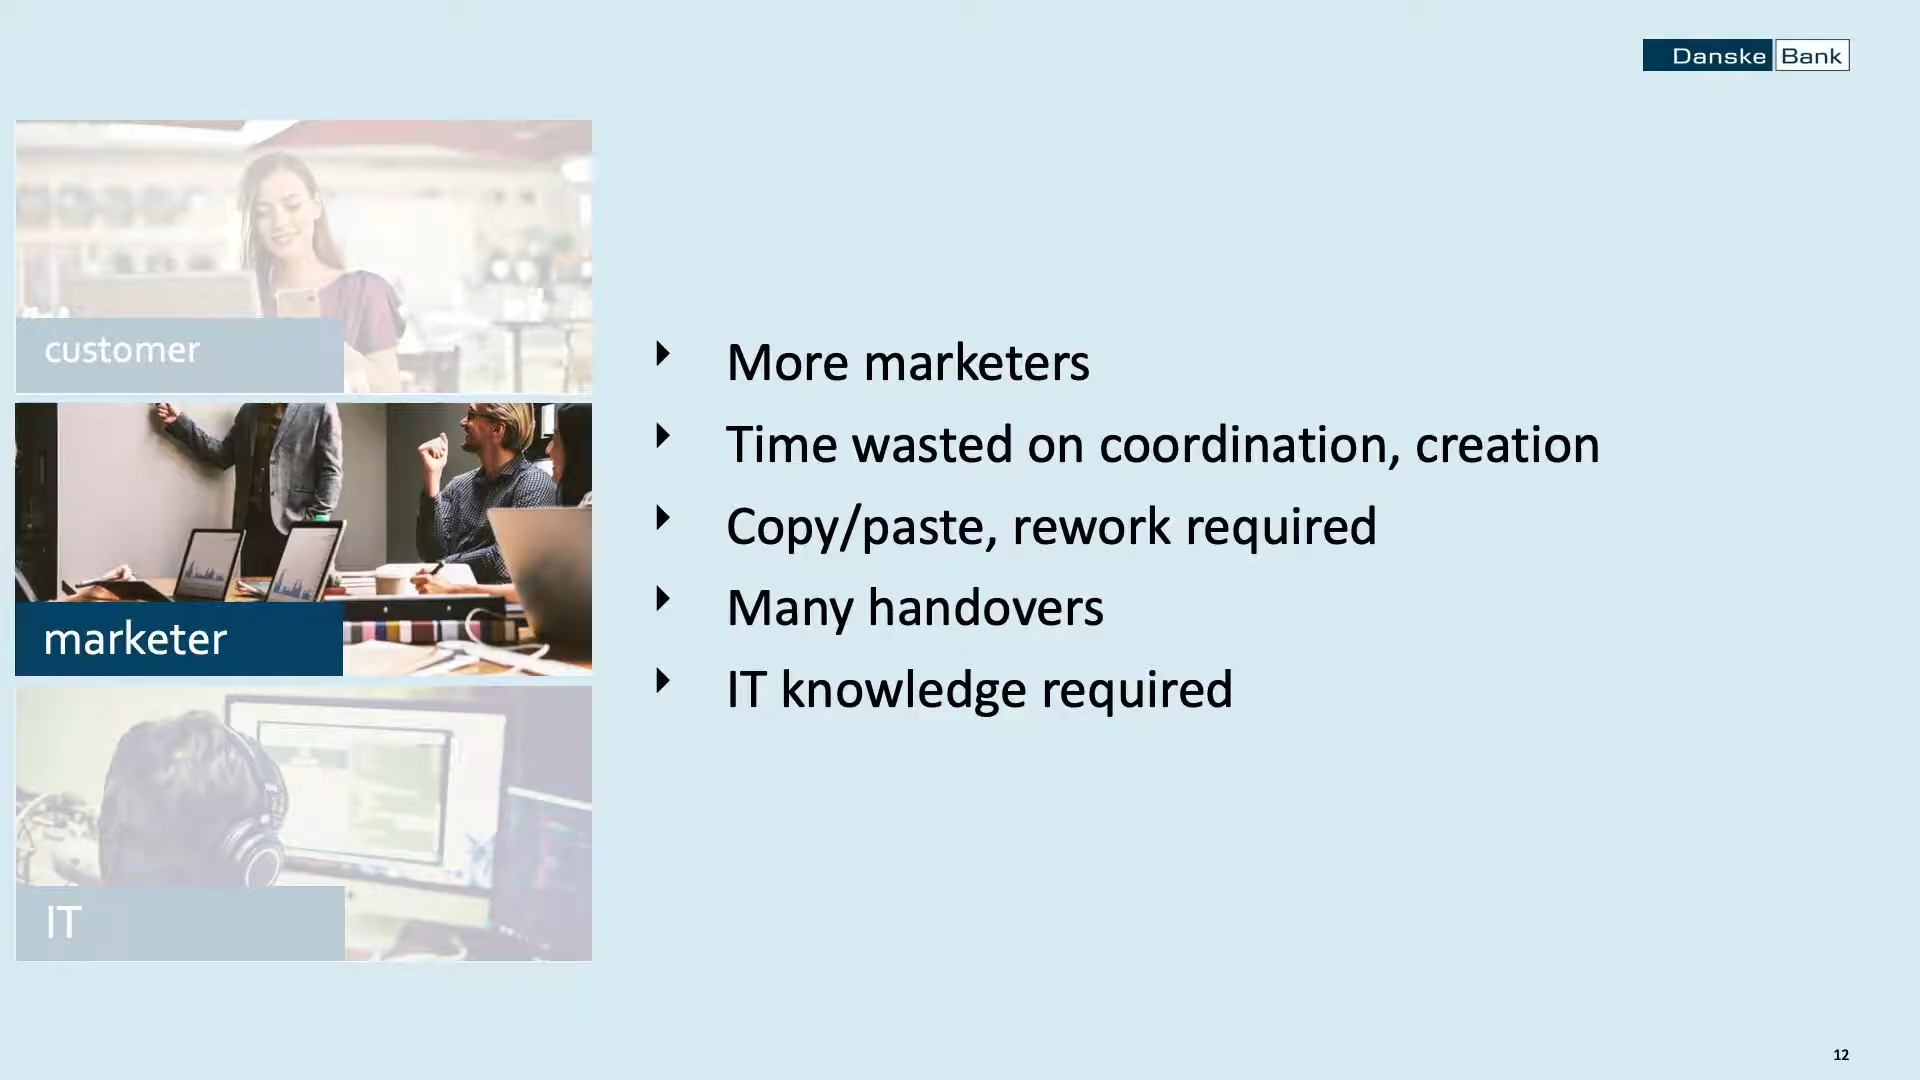 Danske Bank
customer
marketer
IT
More marketers
Time wasted on coordination, creation
Copy/paste, rework required
Many handovers
IT knowledge required
12